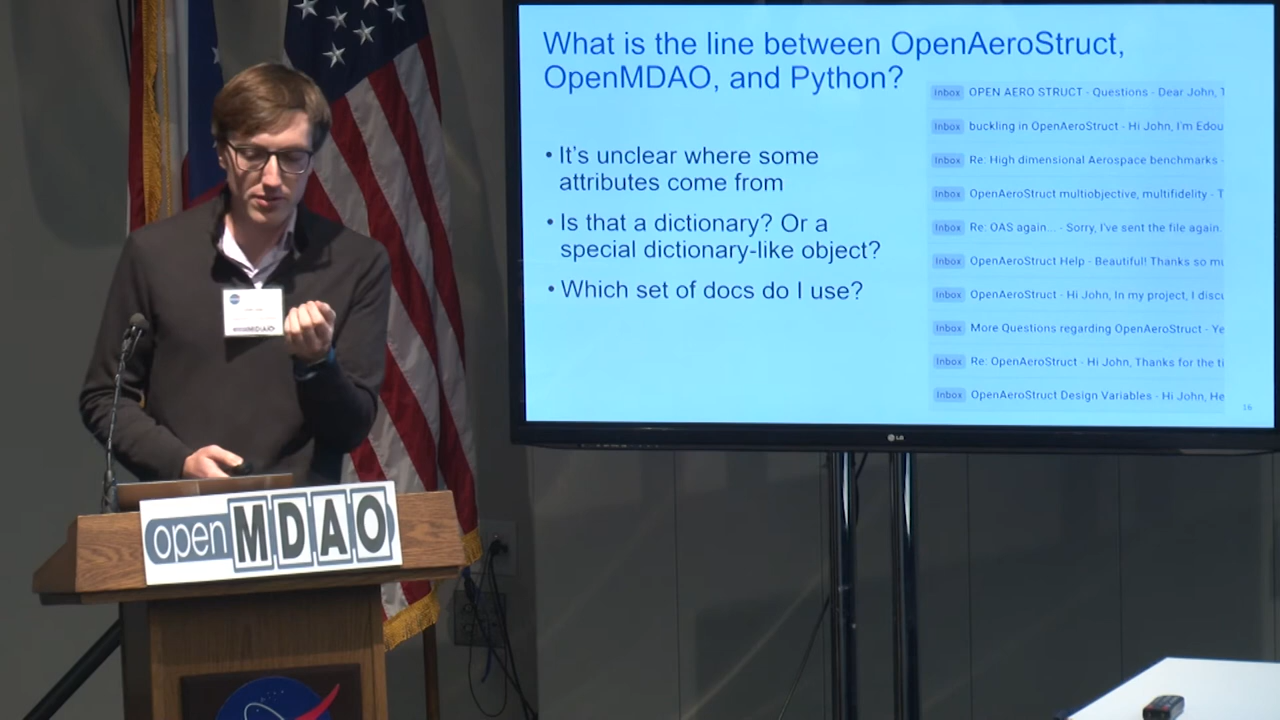 What is the line between OpenAeroStruct,
OpenMDAO, and Python?
• It's unclear where some
attributes come from
• Is that a dictionary? Or a
special dictionary-like object?
• Which set of docs do I use?
Inbox OPEN AERO STRUCT - Questions - Dear John,
Inbox buckling in OpenAeroStruct - Hi John, I'm Edou
Inbox Re: High dimensional Aerospace benchmarks -
Inbox OpenAeroStruct multiobjective, multifidelity - T
Inbox Re: OAS again... - Sorry, I've sent the file again.
Inbox OpenAeroStruct Help - Beautiful! Thanks so mu
Inbox OpenAeroStruct - Hi John, In my project, I discu
Inbox More Questions regarding OpenAeroStruct - Ye
Inbox Re: OpenAeroStruct - Hi John, Thanks for the ti
Inbox OpenAeroStruct Design Variables - Hi John, He
16
LG
openMDAO